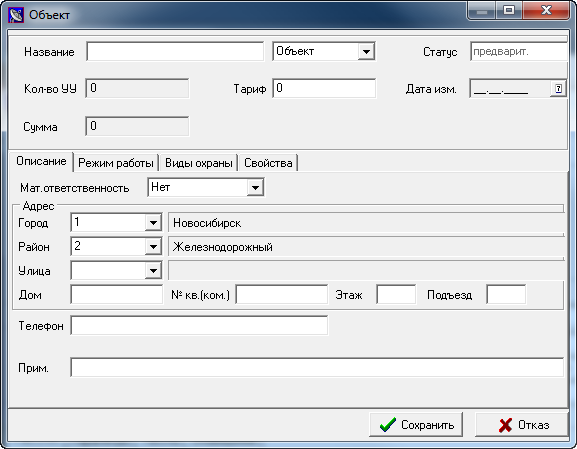 Объект
Название Объект Статус предварит.
Кол-во УУ 0 Тариф 0 Дата изм. __.__.____ ?
Сумма 0
Описание Режим работы Виды охраны Свойства
Мат.ответственность Нет
Адрес
Город 1 Новосибирск
Район 2 Железнодорожный
Улица
Дом № кв.(ком.) Этаж Подъезд
Телефон
Прим.
Сохранить Отказ